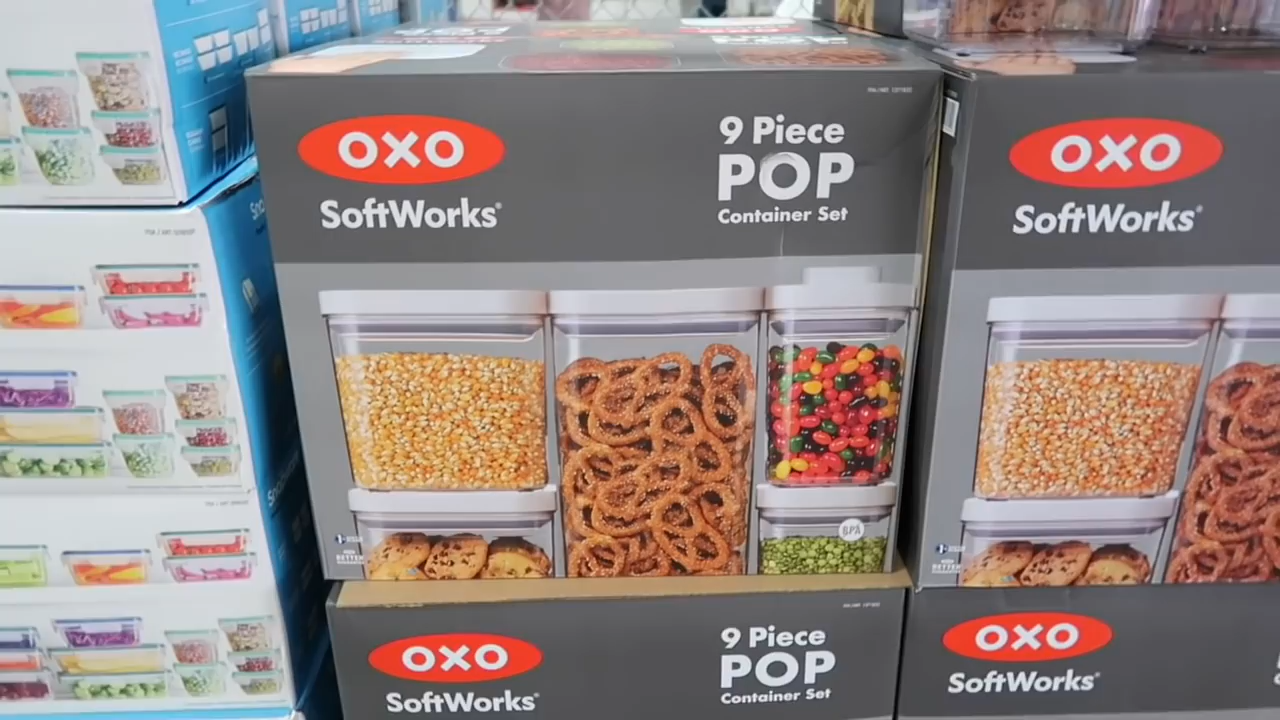 OXO
SoftWorks®
9 Piece
POP
Container Set
BPA
BETTER
OXO
SoftWorks®
OXO
SoftWorks®
9 Piece
POP
Container Set
OXO
SoftWorks®